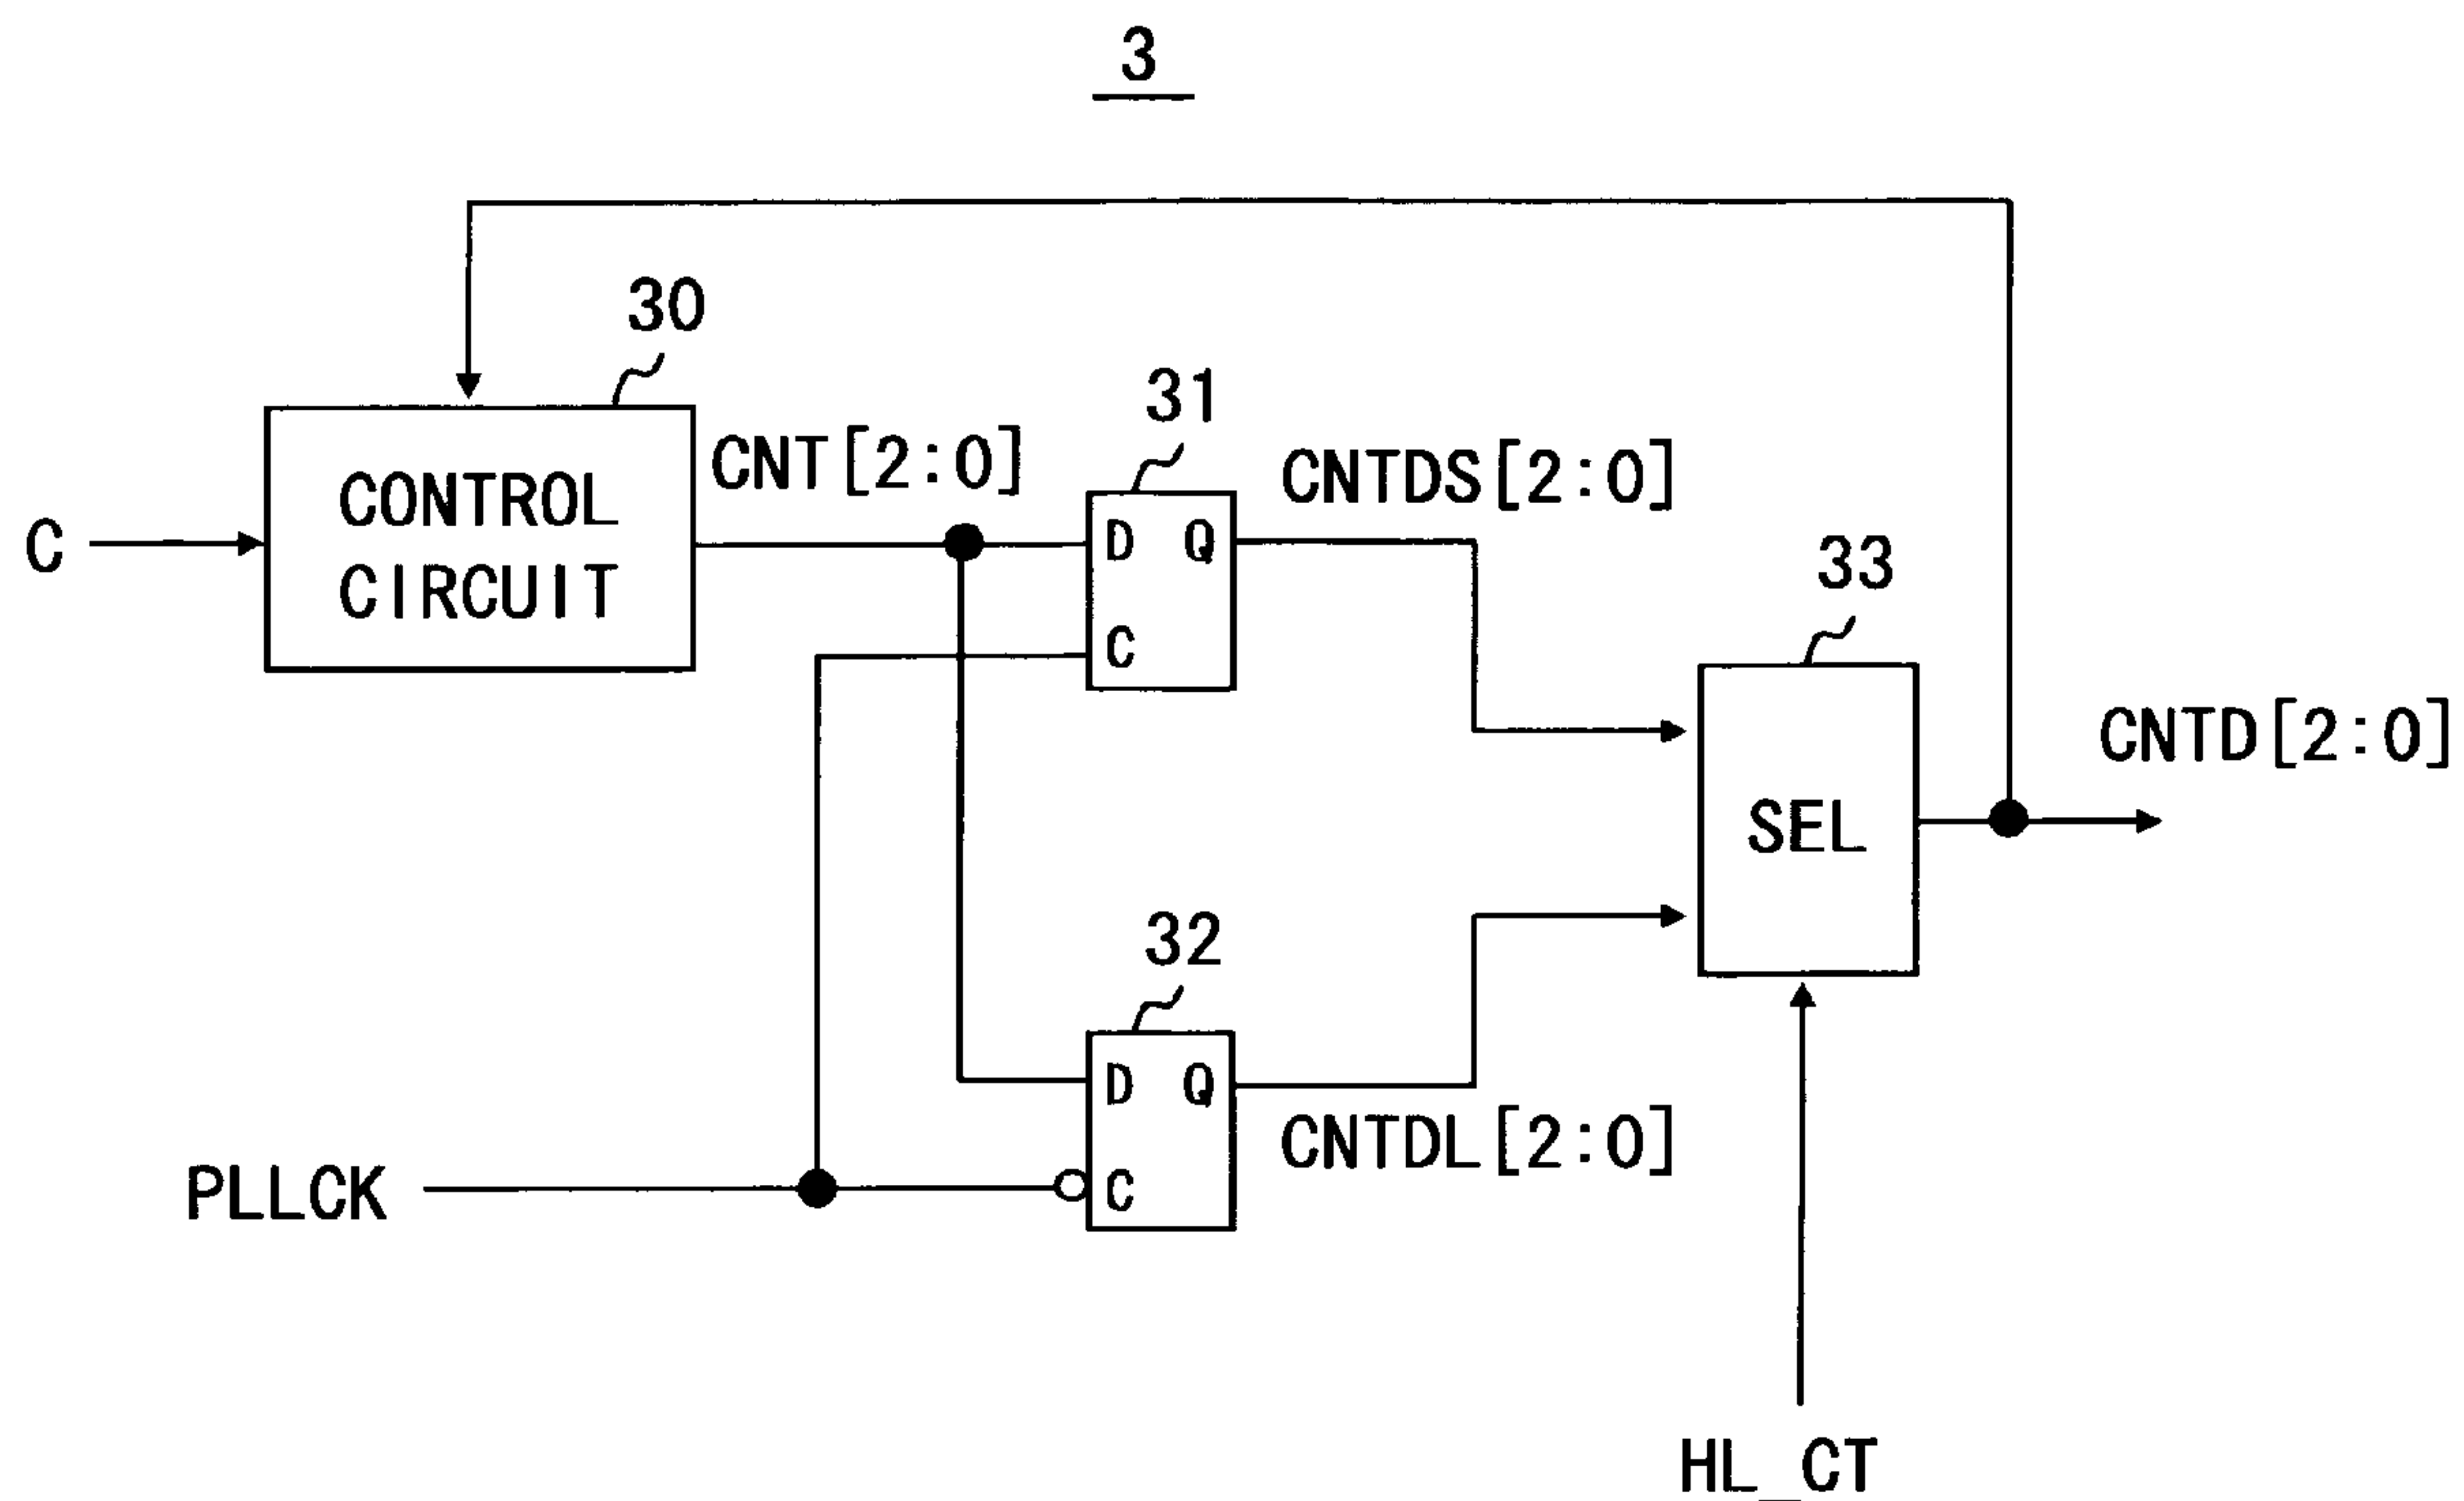 3
30
CONTROL
CIRCUIT
C
CNT[2:0]
31
D Q
C
CNTDS[2:0]
33
SEL
CNTD[2:0]
32
D Q
C
CNTDL[2:0]
PLLCK
HL_CT